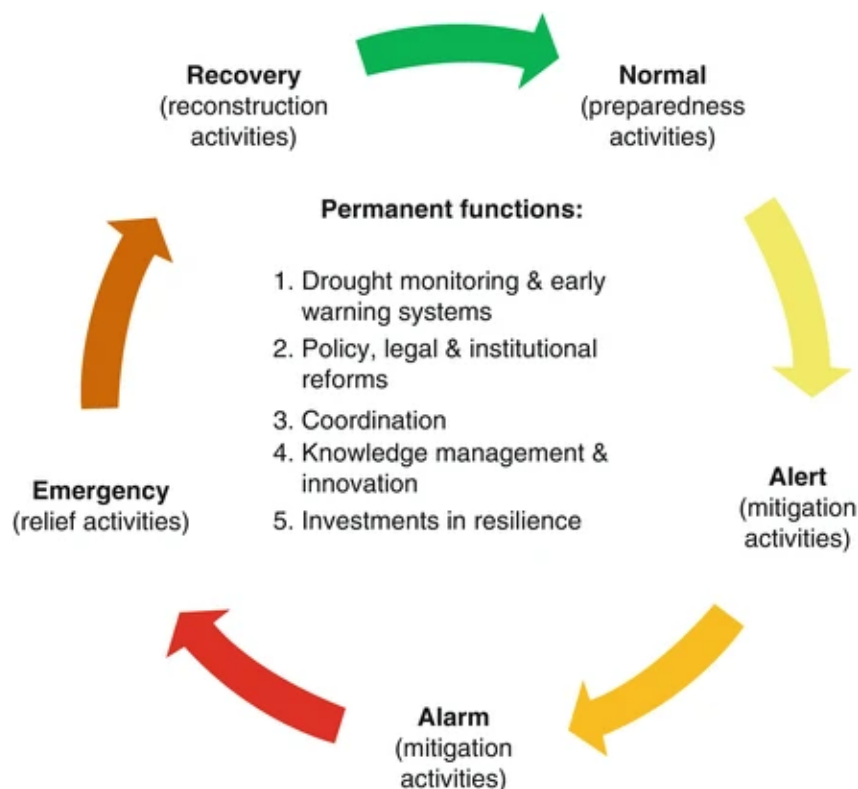 Recovery
(reconstruction
activities)
Normal
(preparedness
activities)
Permanent functions:
1. Drought monitoring & early
warning systems
2. Policy, legal & institutional
reforms
3. Coordination
4. Knowledge management &
innovation
5. Investments in resilience
Alert
(mitigation
activities)
Emergency
(relief activities)
Alarm
(mitigation
activities)